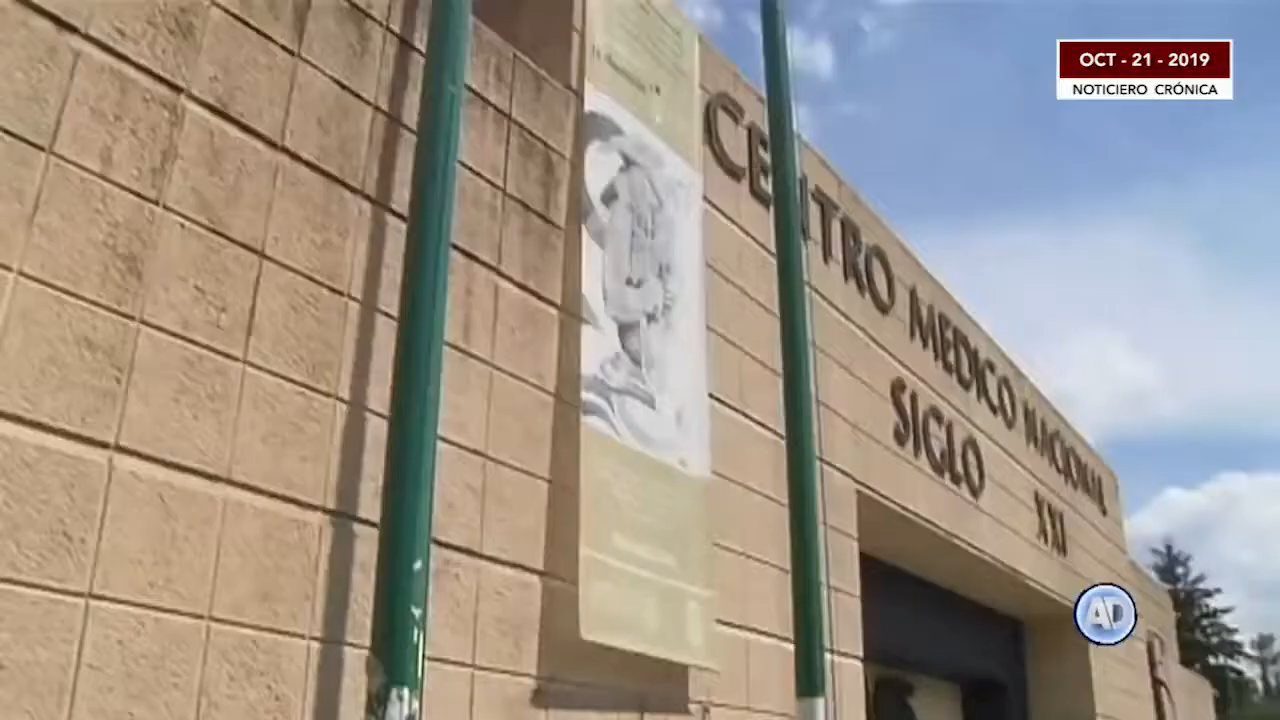 OCT - 21 - 2019
NOTICIERO CRÓNICA
CENTRO MEDICO NACIONAL
SIGLO XXI
AD